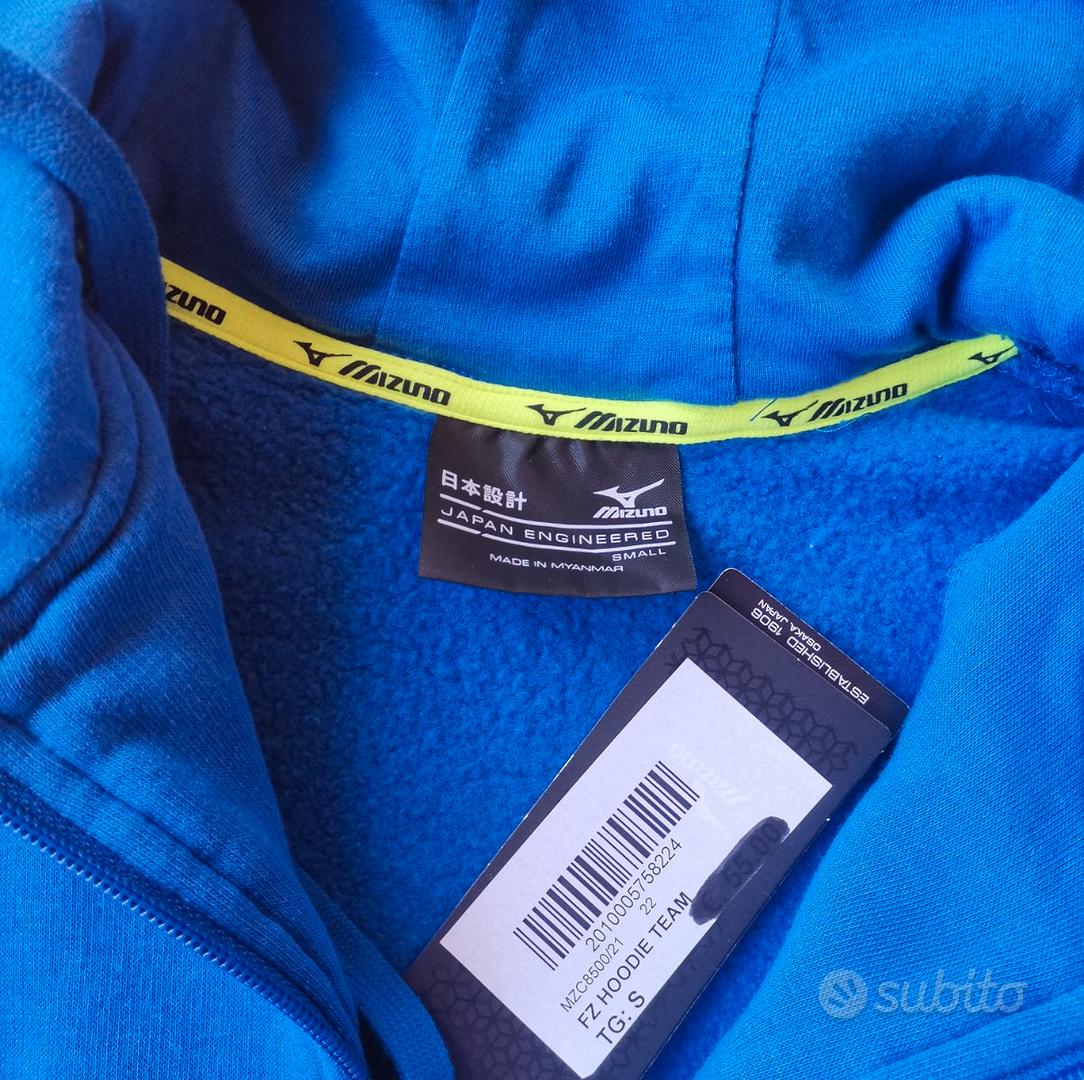 MIZUNO
MIZUNO
MIZUNO
MIZUNO
日本設計
MIZUNO
JAPAN ENGINEERED
SMALL
MADE IN MYANMAR
ESTABLISHED 1906
OSAKA, JAPAN
MIZUNO
2010005758224
MZC8500/21 22
FZ HOODIE TEAM
€ 55.00
TG: S
subito